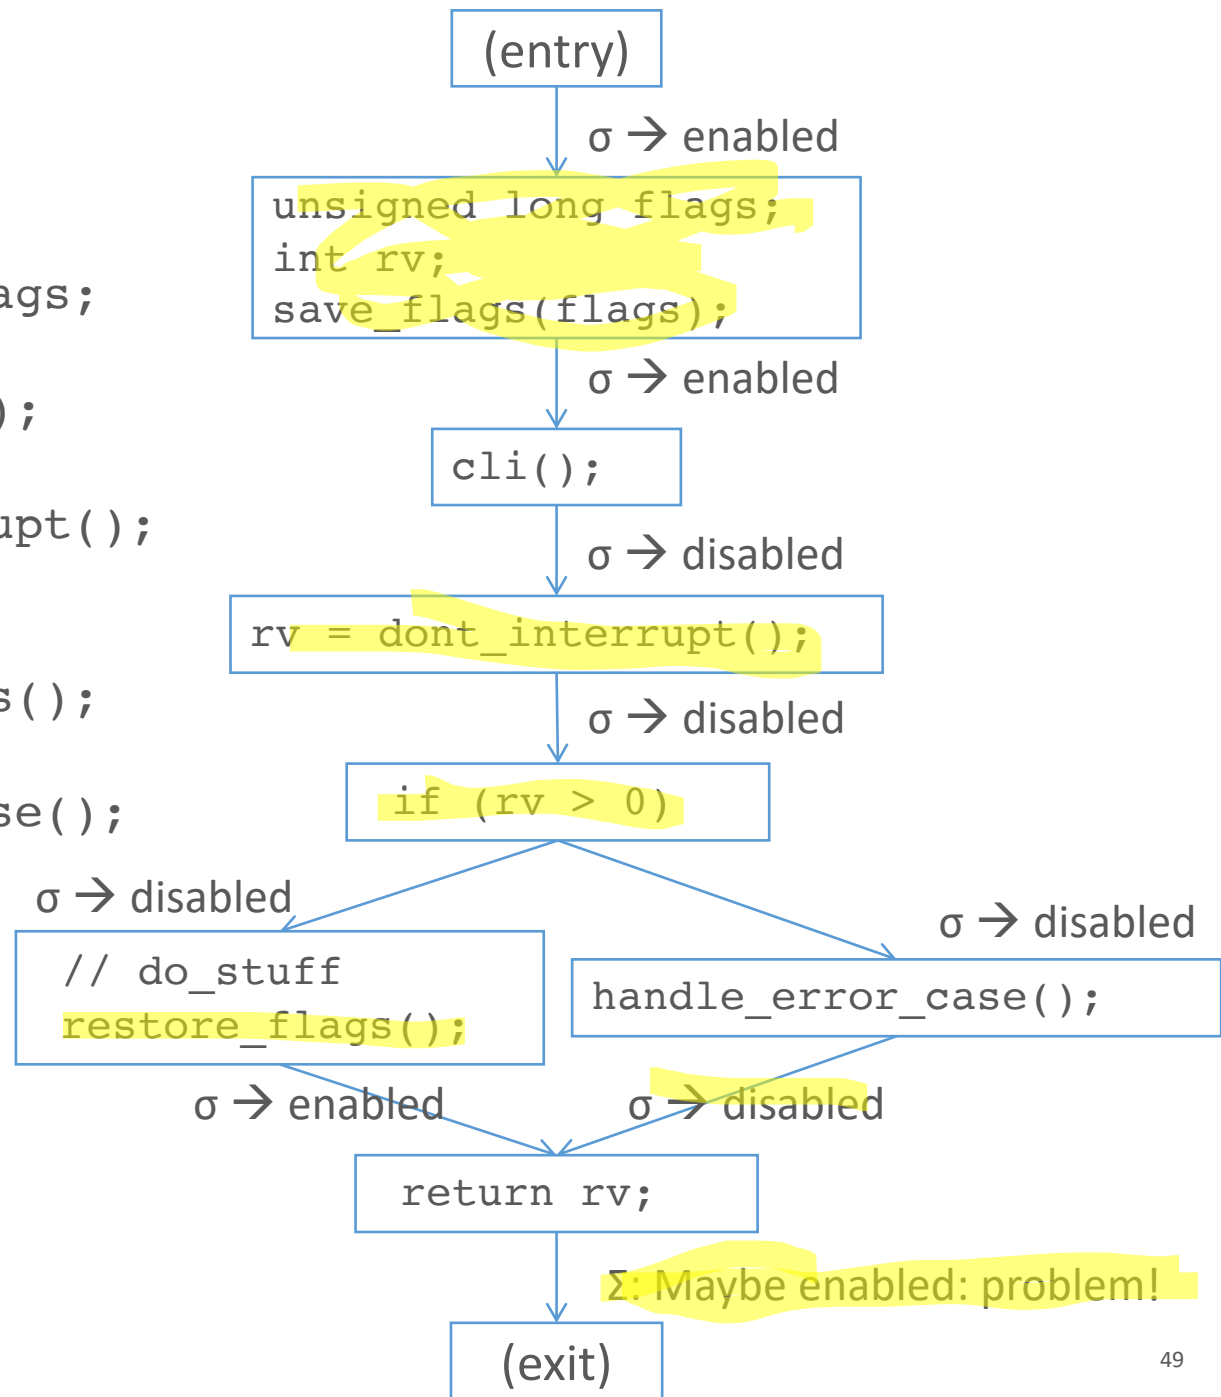 (entry)
σ → enabled
unsigned long flags;
int rv;
save_flags(flags);
ags;
σ → enabled
);
cli();
upt();
σ → disabled
rv = dont_interrupt();
s();
σ → disabled
if (rv > 0)
se();
σ → disabled
σ → disabled
// do_stuff
restore_flags();
handle_error_case();
σ → enabled
σ → disabled
return rv;
Σ: Maybe enabled: problem!
(exit)
49